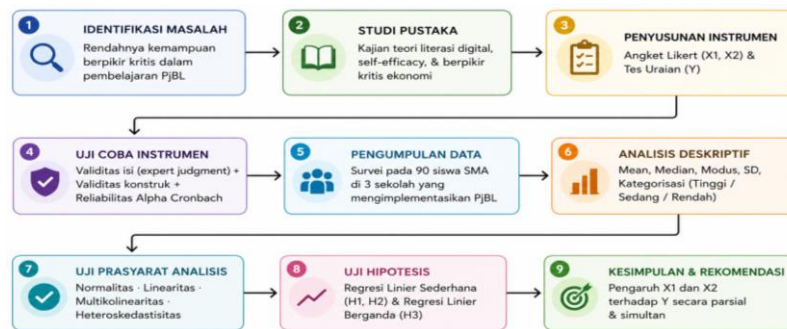 1
IDENTIFIKASI MASALAH
Rendahnya kemampuan
berpikir kritis dalam
pembelajaran PjBL
2
STUDI PUSTAKA
Kajian teori literasi digital,
self-efficacy, & berpikir
kritis ekonomi
3
PENYUSUNAN INSTRUMEN
Angket Likert (X1, X2) &
Tes Uraian (Y)
4
UJI COBA INSTRUMEN
Validitas isi (expert judgment) +
Validitas konstruk +
Reliabilitas Alpha Cronbach
5
PENGUMPULAN DATA
Survei pada 90 siswa SMA
di 3 sekolah yang
mengimplementasikan PjBL
6
ANALISIS DESKRIPTIF
Mean, Median, Modus, SD,
Kategorisasi (Tinggi /
Sedang / Rendah)
7
UJI PRASYARAT ANALISIS
Normalitas · Linearitas ·
Multikolinearitas ·
Heteroskedastisitas
8
UJI HIPOTESIS
Regresi Linier Sederhana
(H1, H2) & Regresi Linier
Berganda (H3)
9
KESIMPULAN & REKOMENDASI
Pengaruh X1 dan X2
terhadap Y secara parsial
& simultan